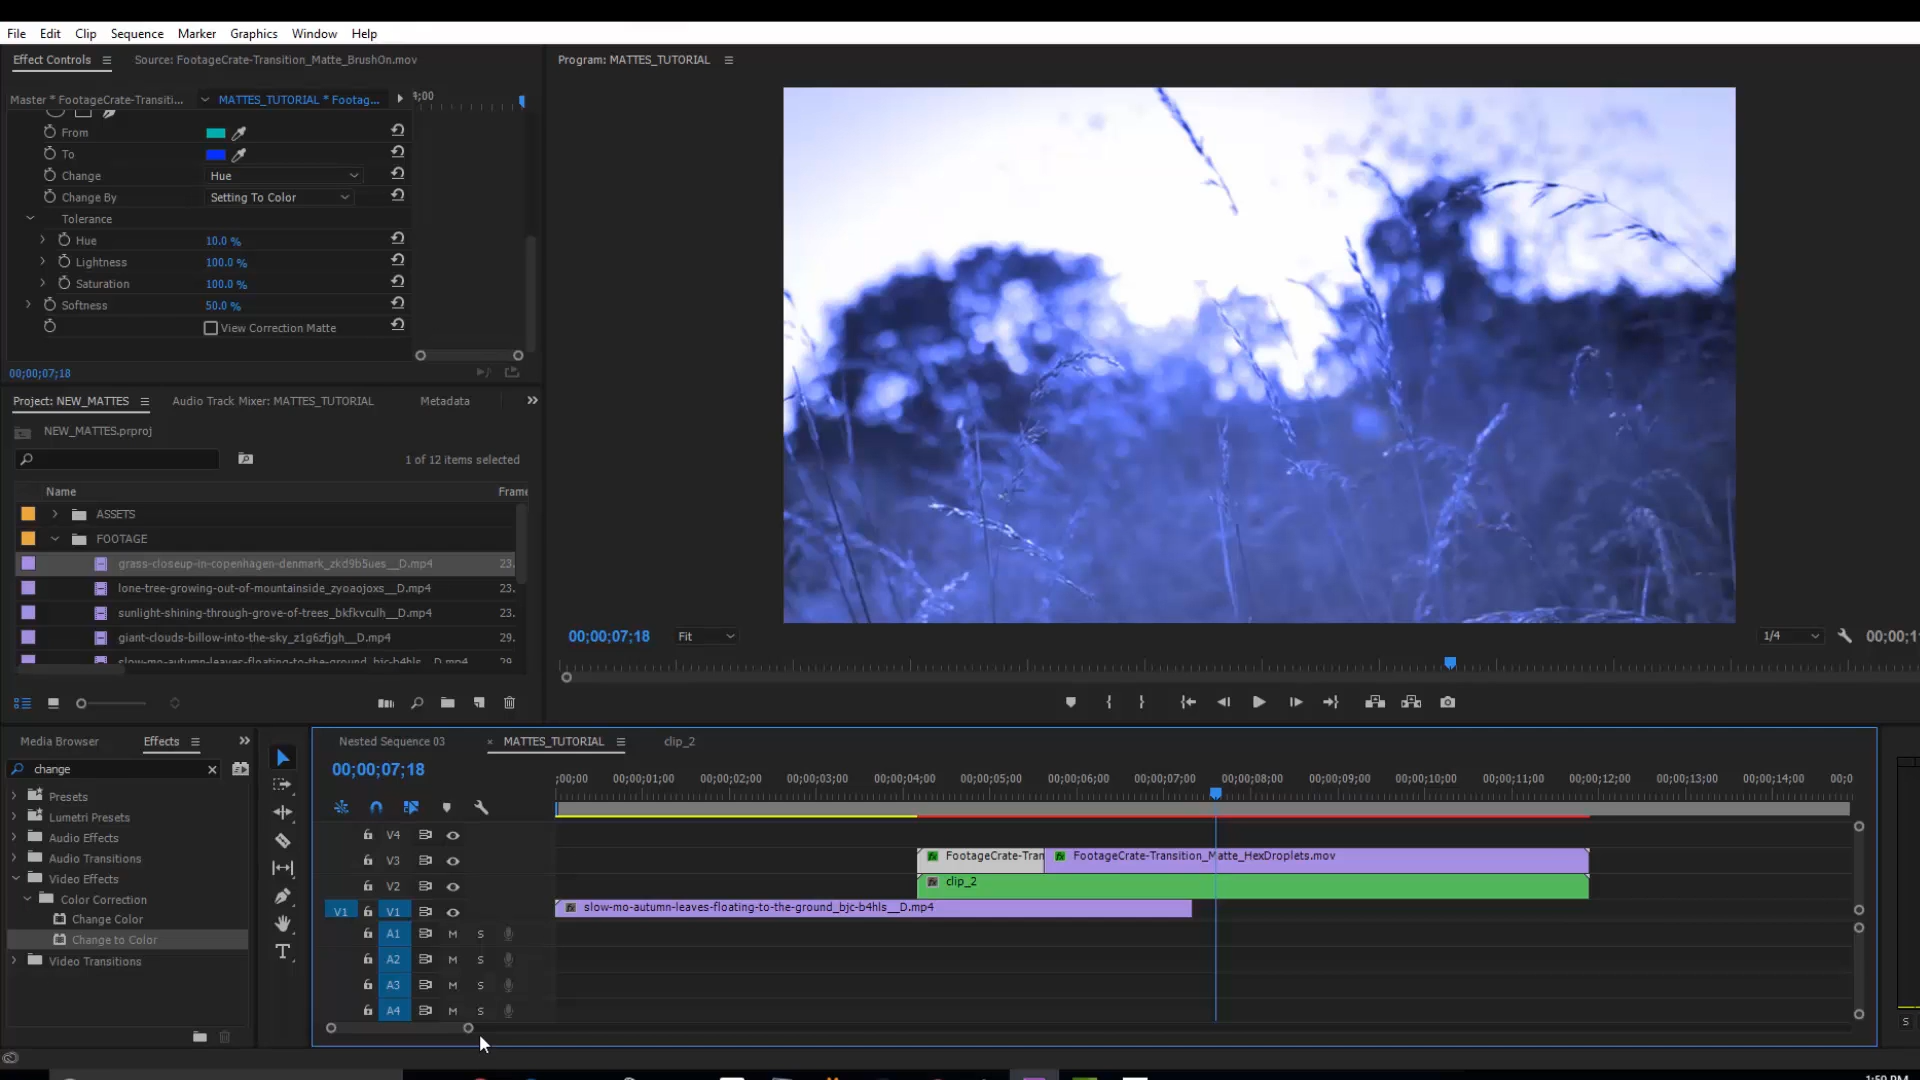 File Edit Clip Sequence Marker Graphics Window Help
Effect Controls Source: FootageCrate-Transition_Matte_BrushOn.mov
Program: MATTES_TUTORIAL
Master * FootageCrate-Transiti... MATTES_TUTORIAL * Footag...
From
To
Change Hue
Change By Setting To Color
Tolerance
Hue 10.0 %
Lightness 100.0 %
Saturation 100.0 %
Softness 50.0 %
View Correction Matte
00;00;07;18
Project: NEW_MATTES Audio Track Mixer: MATTES_TUTORIAL Metadata
NEW_MATTES.prproj
1 of 12 items selected
Name Frame
ASSETS
FOOTAGE
grass-closeup-in-copenhagen-denmark_zkd9b5ues__D.mp4 23.
lone-tree-growing-out-of-mountainside_zyoaojoxs__D.mp4 23.
sunlight-shining-through-grove-of-trees_bkfkvculh__D.mp4 23.
giant-clouds-billow-into-the-sky_z1g6zfjgh__D.mp4 29.
slow-mo-autumn-leaves-floating-to-the-ground_bjc-b4hls__D.mp4 29.
00;00;07;18 Fit 1/4
Media Browser Effects
change
Presets
Lumetri Presets
Audio Effects
Audio Transitions
Video Effects
Color Correction
Change Color
Change to Color
Video Transitions
Nested Sequence 03 × MATTES_TUTORIAL clip_2
00;00;07;18
;00;00 00;00;01;00 00;00;02;00 00;00;03;00 00;00;04;00 00;00;05;00 00;00;06;00 00;00;07;00 00;00;08;00 00;00;09;00 00;00;10;00 00;00;11;00 00;00;12;00 00;00;13;00 00;00;14;00 00;0
V4
V3 fx FootageCrate-Tran fx FootageCrate-Transition_Matte_HexDroplets.mov
V2 fx clip_2
V1 V1 fx slow-mo-autumn-leaves-floating-to-the-ground_bjc-b4hls__D.mp4
A1 M S
A2 M S
A3 M S
A4 M S
S